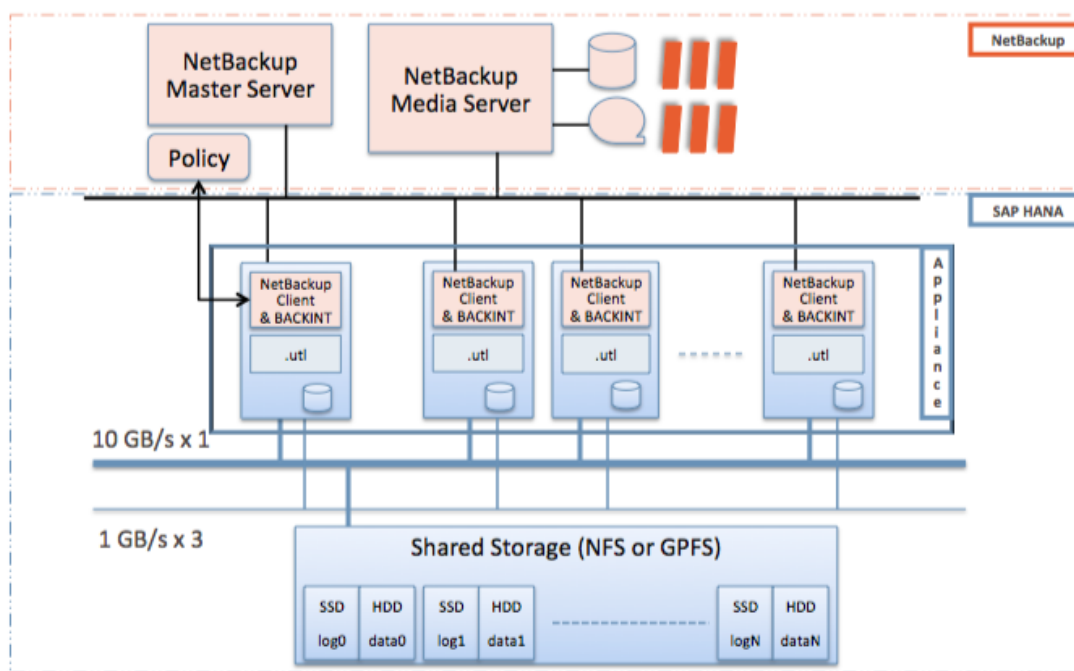 NetBackup
Master Server
NetBackup
Media Server
NetBackup
Policy
SAP HANA
Appliance
NetBackup
Client
& BACKINT
.utl
NetBackup
Client
& BACKINT
.utl
NetBackup
Client
& BACKINT
.utl
NetBackup
Client
& BACKINT
.utl
10 GB/s x 1
1 GB/s x 3
Shared Storage (NFS or GPFS)
SSD HDD SSD HDD SSD HDD
log0 data0 log1 data1 logN dataN